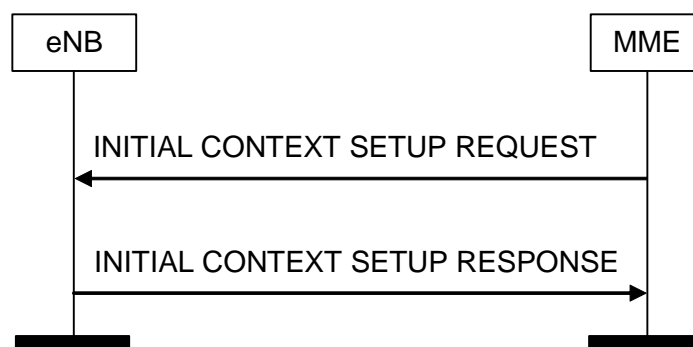 eNB
MME
INITIAL CONTEXT SETUP REQUEST
INITIAL CONTEXT SETUP RESPONSE